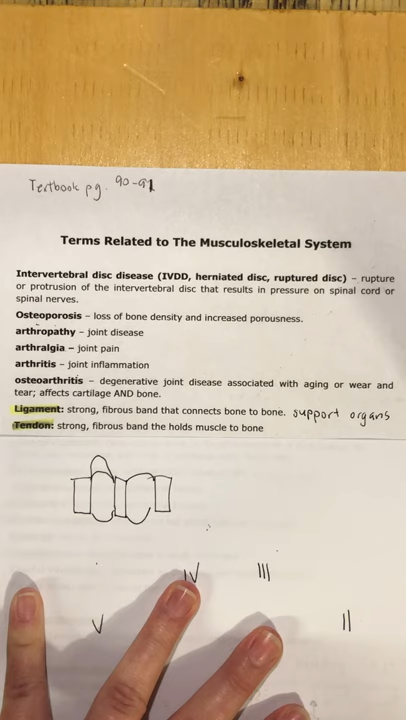 Textbook pg. 90-91
Terms Related to The Musculoskeletal System
Intervertebral disc disease (IVDD, herniated disc, ruptured disc) – rupture
or protrusion of the intervertebral disc that results in pressure on spinal cord or
spinal nerves.
Osteoporosis – loss of bone density and increased porousness.
arthropathy – joint disease
arthralgia – joint pain
arthritis – joint inflammation
osteoarthritis – degenerative joint disease associated with aging or wear and
tear; affects cartilage AND bone.
Ligament: strong, fibrous band that connects bone to bone. support organs
Tendon: strong, fibrous band the holds muscle to bone
IV III
V II